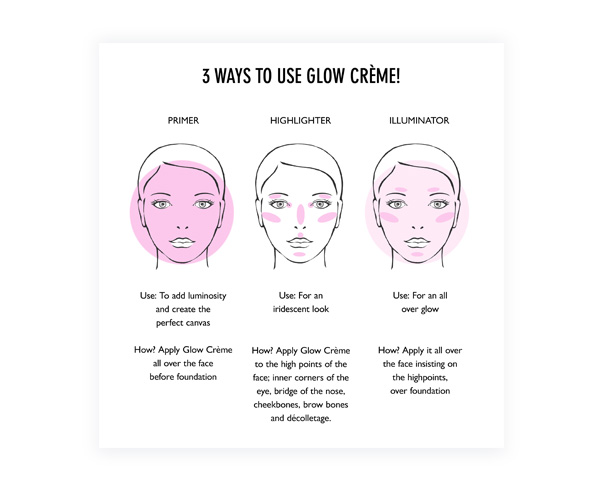 3 WAYS TO USE GLOW CRÈME!
PRIMER
HIGHLIGHTER
ILLUMINATOR
Use: To add luminosity
and create the
perfect canvas
Use: For an
iridescent look
Use: For an all
over glow
How? Apply Glow Crème
all over the face
before foundation
How? Apply Glow Crème
to the high points of the
face; inner corners of the
eye, bridge of the nose,
cheekbones, brow bones
and décolletage.
How? Apply it all over
the face insisting on
the highpoints,
over foundation